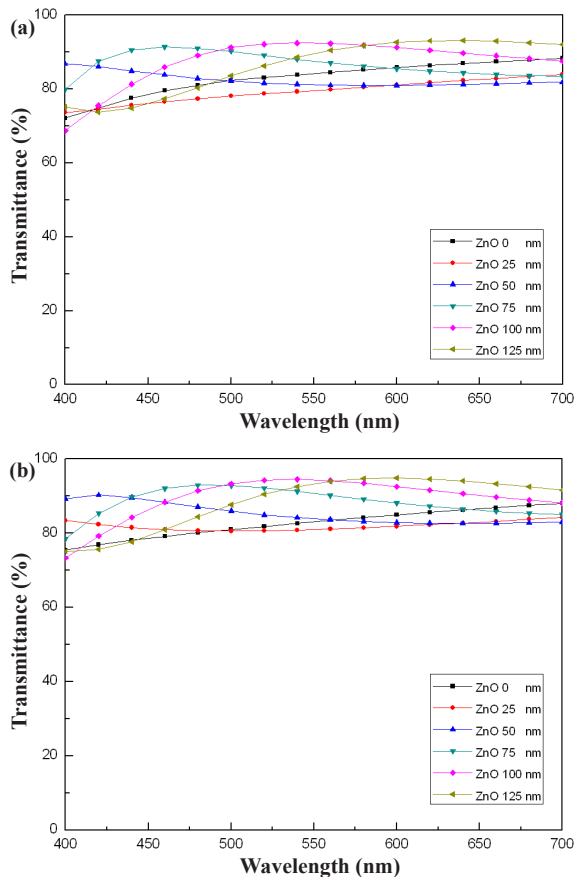 (a)
100
80
60
40
20
0
Transmittance (%)
ZnO 0 nm
ZnO 25 nm
ZnO 50 nm
ZnO 75 nm
ZnO 100 nm
ZnO 125 nm
400 450 500 550 600 650 700
Wavelength (nm)
(b)
100
80
60
40
20
0
Transmittance (%)
ZnO 0 nm
ZnO 25 nm
ZnO 50 nm
ZnO 75 nm
ZnO 100 nm
ZnO 125 nm
400 450 500 550 600 650 700
Wavelength (nm)